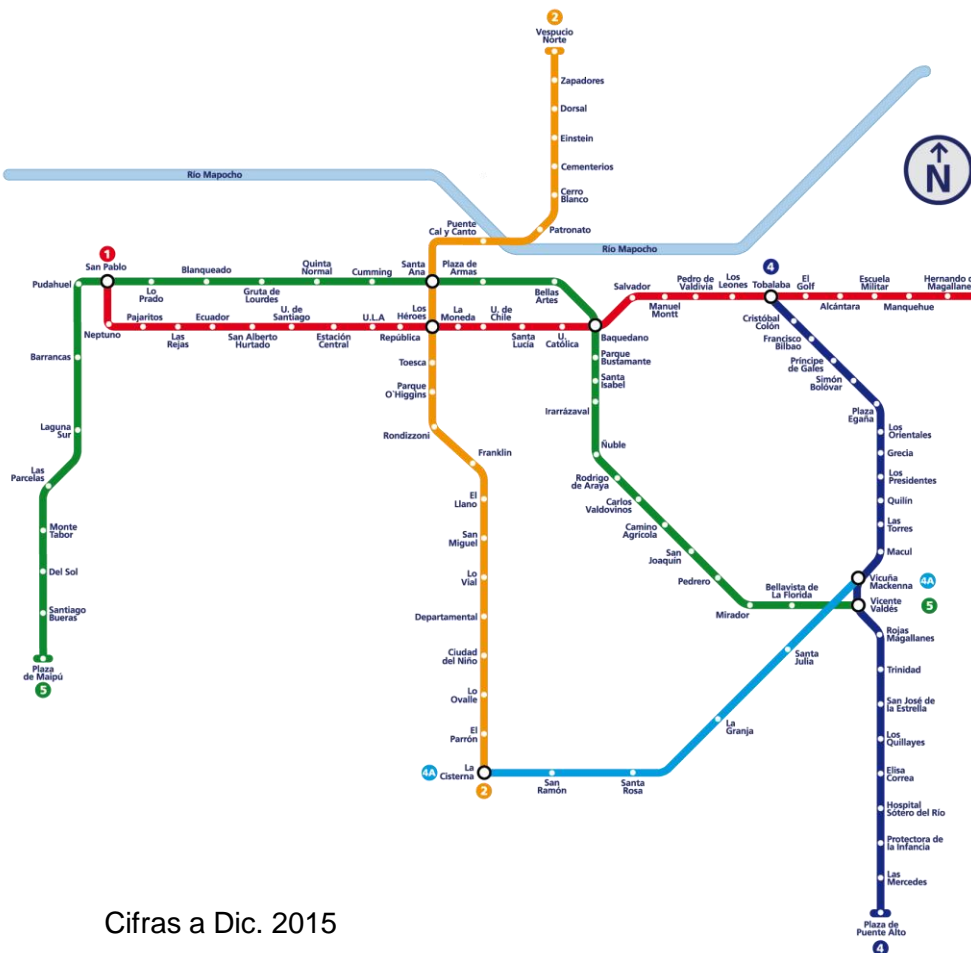 2
Vespucio
Norte
Zapadores
Dorsal
Einstein
Cementerios
Cerro
Blanco
Patronato
Puente
Cal y Canto
Río Mapocho
Río Mapocho
N
1
San Pablo
Pudahuel
Lo
Prado
Blanqueado
Gruta de
Lourdes
Quinta
Normal
Cumming
Santa
Ana
Plaza de
Armas
Bellas
Artes
Neptuno
Pajaritos
Las
Rejas
Ecuador
San Alberto
Hurtado
U. de
Santiago
Estación
Central
U.L.A
República
Los
Héroes
La
Moneda
U. de
Chile
Santa
Lucía
U.
Católica
Baquedano
Salvador
Manuel
Montt
Pedro de
Valdivia
Los
Leones
4
Tobalaba
El
Golf
Alcántara
Escuela
Militar
Manquehue
Hernando d
Magallane
Cristóbal
Colón
Francisco
Bilbao
Príncipe
de Gales
Simón
Bolóvar
Plaza
Egaña
Los
Orientales
Grecia
Los
Presidentes
Quilín
Las
Torres
Macul
Vicuña
Mackenna
4A
Vicente
Valdés
5
Rojas
Magallanes
Trinidad
San José de
la Estrella
Los
Quillayes
Elisa
Correa
Hospital
Sótero del Río
Protectora de
la Infancia
Las
Mercedes
Plaza de
Puente Alto
4
Parque
Bustamante
Santa
Isabel
Irarrázaval
Ñuble
Rodrigo
de Araya
Carlos
Valdovinos
Camino
Agrícola
San
Joaquín
Pedrero
Mirador
Bellavista de
La Florida
Toesca
Parque
O`Higgins
Rondizzoni
Franklin
El
Llano
San
Miguel
Lo
Vial
Departamental
Ciudad
del Niño
Lo
Ovalle
El
Parrón
4A
La
Cisterna
2
San
Ramón
Santa
Rosa
La
Granja
Santa
Julia
Barrancas
Laguna
Sur
Las
Parcelas
Monte
Tabor
Del Sol
Santiago
Bueras
Plaza
de Maipú
5
Cifras a Dic. 2015